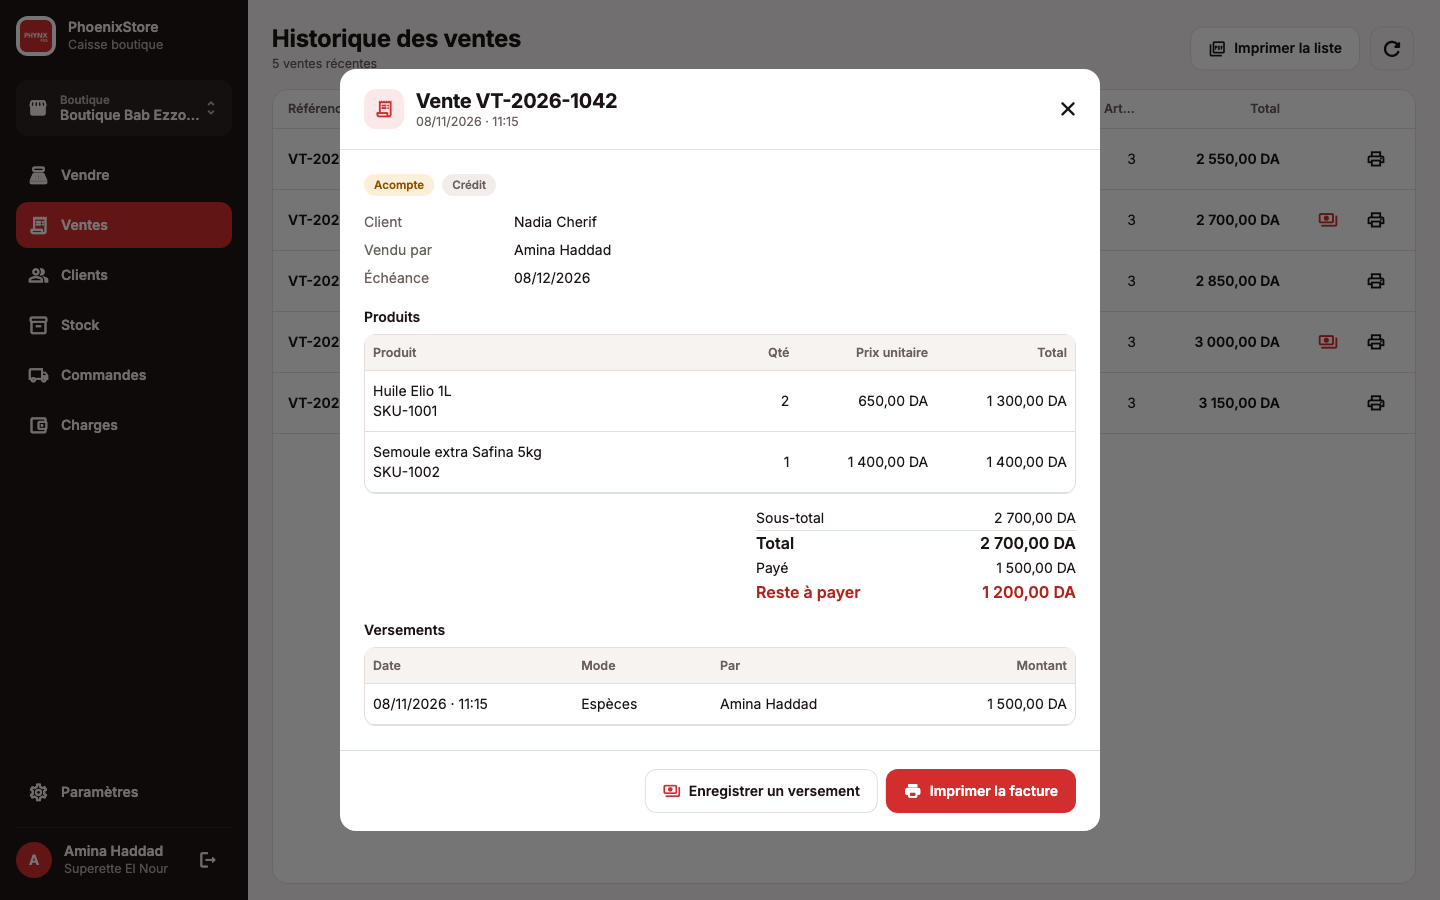 PHYNX
PhoenixStore
Caisse boutique
Boutique
Boutique Bab Ezzo...
Vendre
Ventes
Clients
Stock
Commandes
Charges
Paramètres
A
Amina Haddad
Superette El Nour
Historique des ventes
5 ventes récentes
Imprimer la liste
Art...
Total
3
2 550,00 DA
3
2 700,00 DA
3
2 850,00 DA
3
3 000,00 DA
3
3 150,00 DA
Vente VT-2026-1042
08/11/2026 · 11:15
Acompte
Crédit
Client
Nadia Cherif
Vendu par
Amina Haddad
Échéance
08/12/2026
Produits
Produit
Qté
Prix unitaire
Total
Huile Elio 1L
SKU-1001
2
650,00 DA
1 300,00 DA
Semoule extra Safina 5kg
SKU-1002
1
1 400,00 DA
1 400,00 DA
Sous-total
2 700,00 DA
Total
2 700,00 DA
Payé
1 500,00 DA
Reste à payer
1 200,00 DA
Versements
Date
Mode
Par
Montant
08/11/2026 · 11:15
Espèces
Amina Haddad
1 500,00 DA
Enregistrer un versement
Imprimer la facture